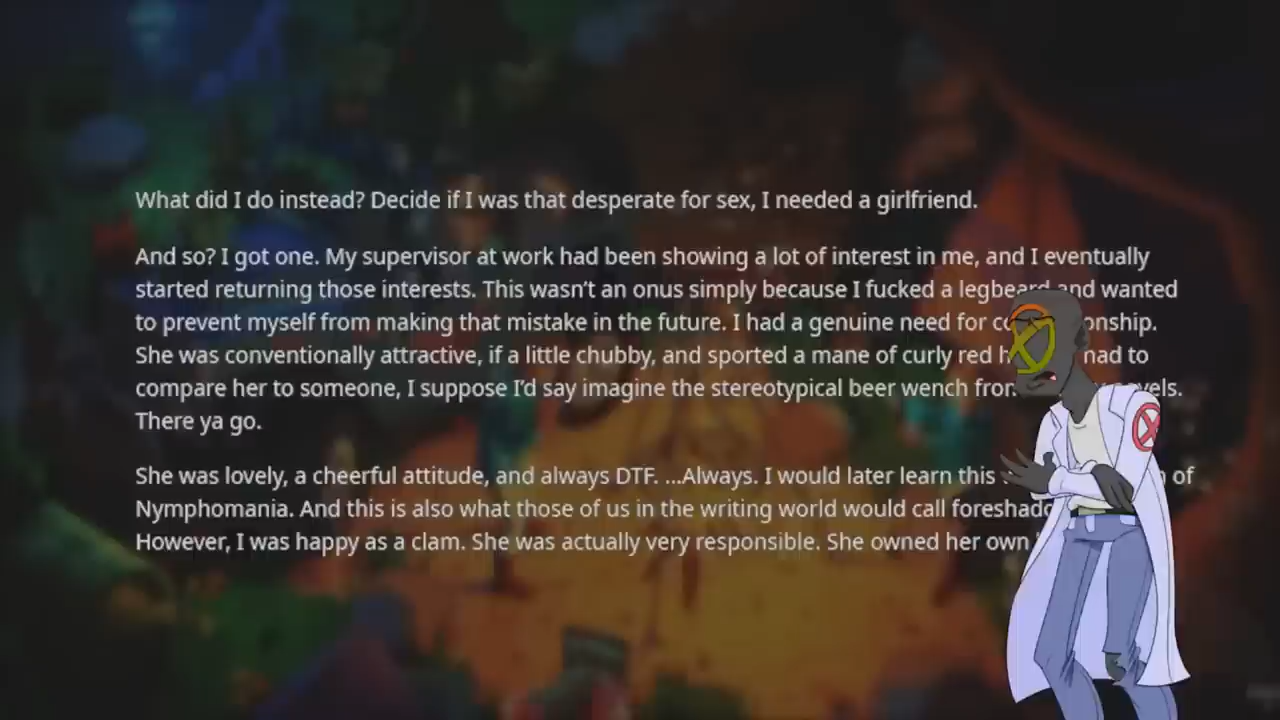 What did I do instead? Decide if I was that desperate for sex, I needed a girlfriend.
And so? I got one. My supervisor at work had been showing a lot of interest in me, and I eventually
started returning those interests. This wasn't an onus simply because I fucked a legbeard and wanted
to prevent myself from making that mistake in the future. I had a genuine need for
She was conventionally attractive, if a little chubby, and sported a mane of curly red had to
compare her to someone, I suppose I'd say imagine the stereotypical beer wench
There ya go.
She was lovely, a cheerful attitude, and always DTF. ...Always. I would later learn this of
Nymphomania. And this is also what those of us in the writing world would call
However, I was happy as a clam. She was actually very responsible. She owned her own